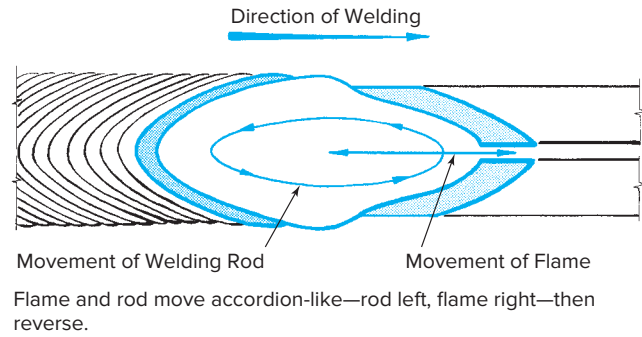 Direction of Welding
Movement of Welding Rod
Movement of Flame
Flame and rod move accordion-like—rod left, flame right—then
reverse.